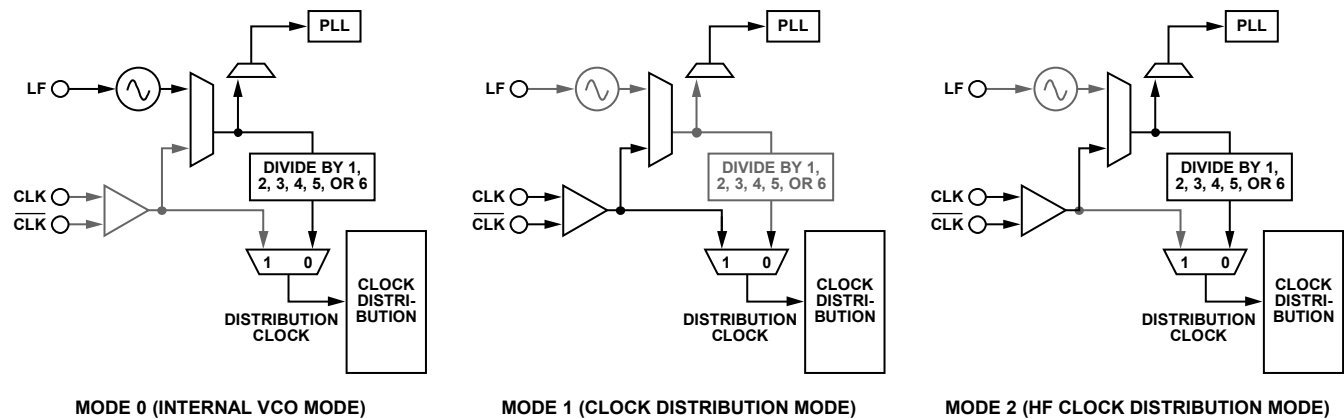 PLL
LF
DIVIDE BY 1,
2, 3, 4, 5, OR 6
CLK
CLK
1 0
CLOCK
DISTRI-
BUTION
DISTRIBUTION
CLOCK
MODE 0 (INTERNAL VCO MODE)
PLL
LF
DIVIDE BY 1,
2, 3, 4, 5, OR 6
CLK
CLK
1 0
CLOCK
DISTRI-
BUTION
DISTRIBUTION
CLOCK
MODE 1 (CLOCK DISTRIBUTION MODE)
PLL
LF
DIVIDE BY 1,
2, 3, 4, 5, OR 6
CLK
CLK
1 0
CLOCK
DISTRI-
BUTION
DISTRIBUTION
CLOCK
MODE 2 (HF CLOCK DISTRIBUTION MODE)